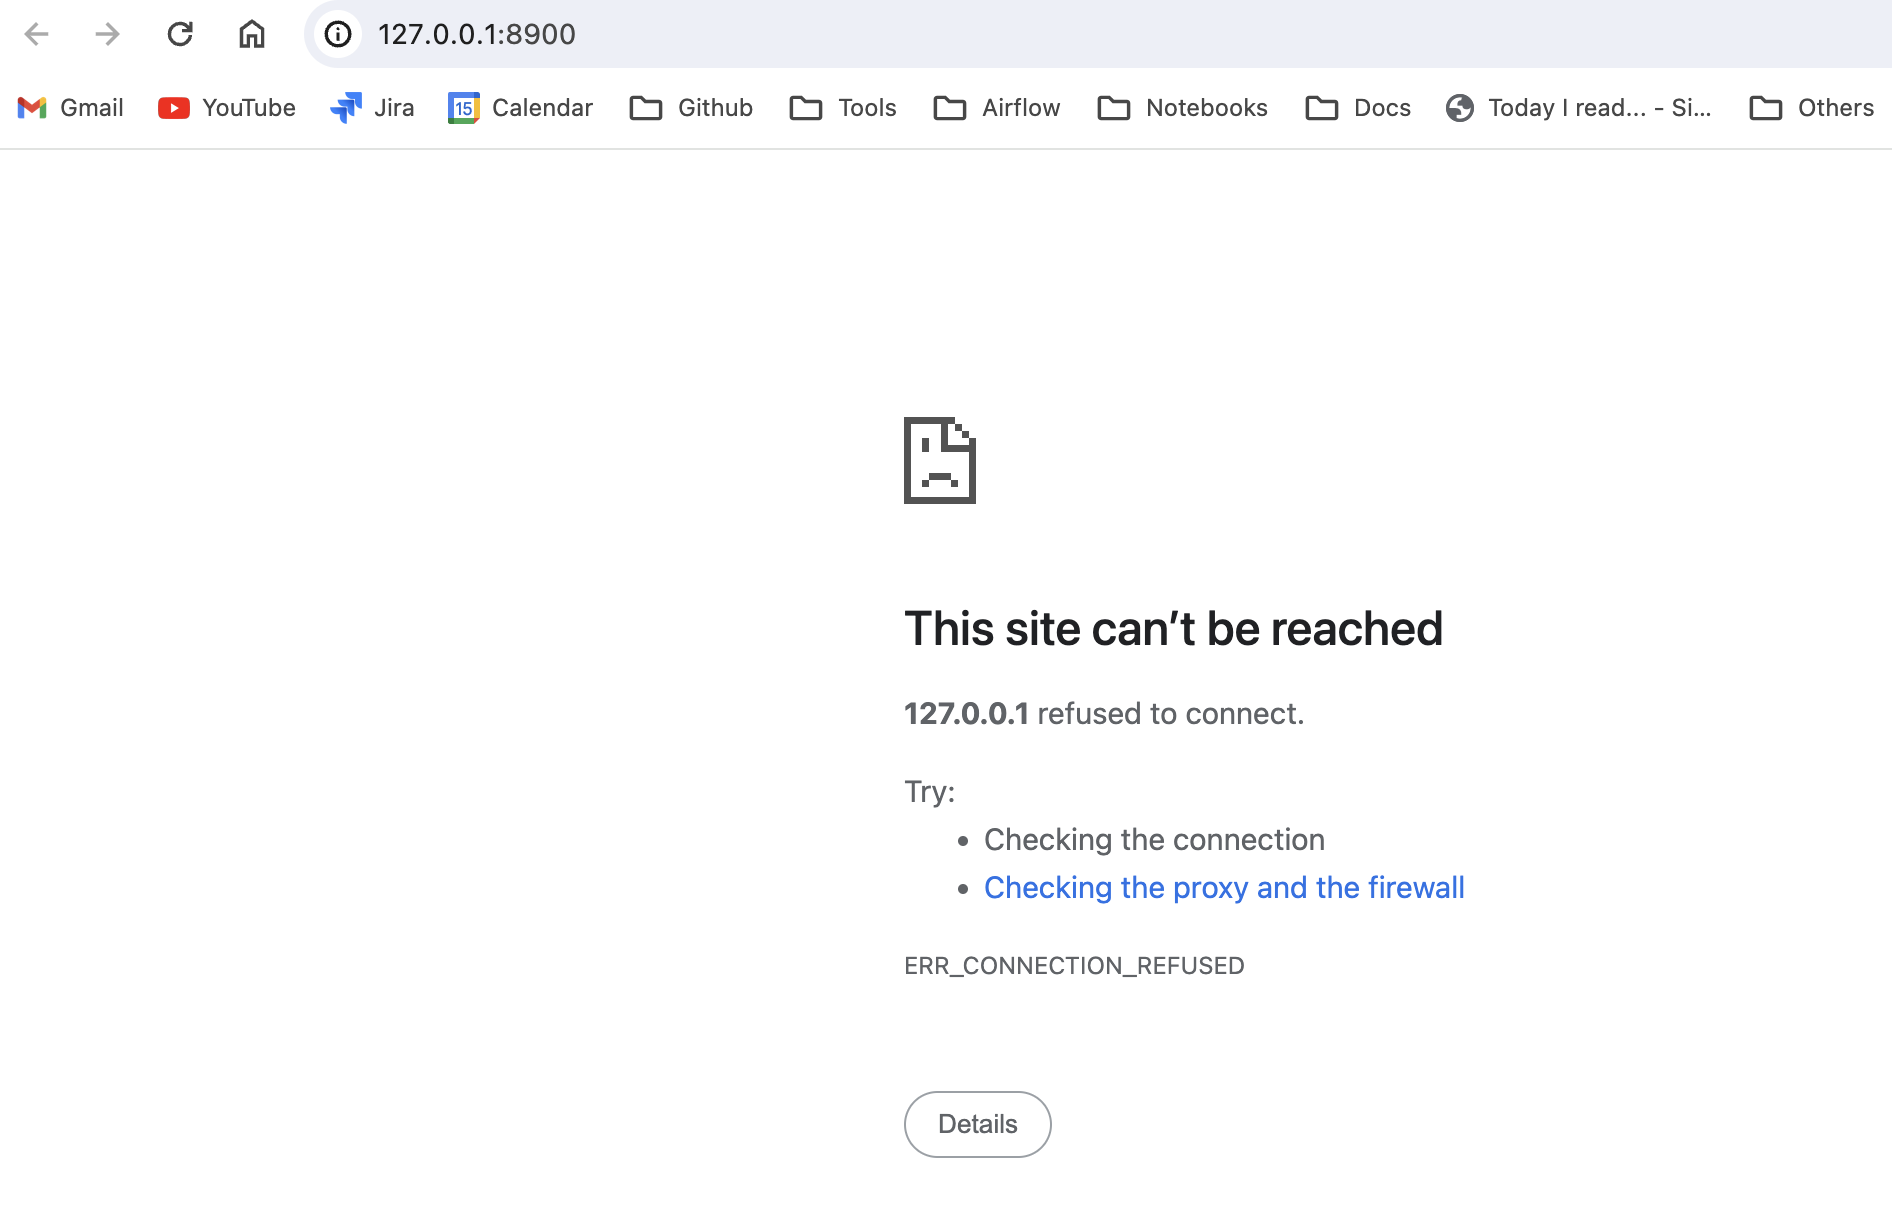 127.0.0.1:8900
Gmail YouTube Jira 15 Calendar Github Tools Airflow Notebooks Docs Today I read... - Si... Others
This site can’t be reached
127.0.0.1 refused to connect.
Try:
• Checking the connection
• Checking the proxy and the firewall
ERR_CONNECTION_REFUSED
Details